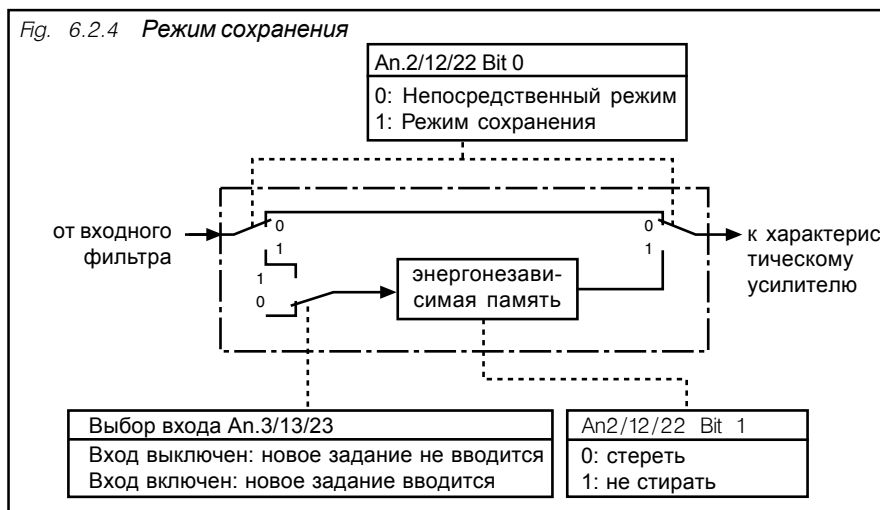 Fig. 6.2.4 Режим сохранения
An.2/12/22 Bit 0
0: Непосредственный режим
1: Режим сохранения
от входного
фильтра
0
1
1
0
энергонезави-
симая память
0
1
к характерис
тическому
усилителю
Выбор входа An.3/13/23
Вход выключен: новое задание не вводится
Вход включен: новое задание вводится
An2/12/22 Bit 1
0: стереть
1: не стирать